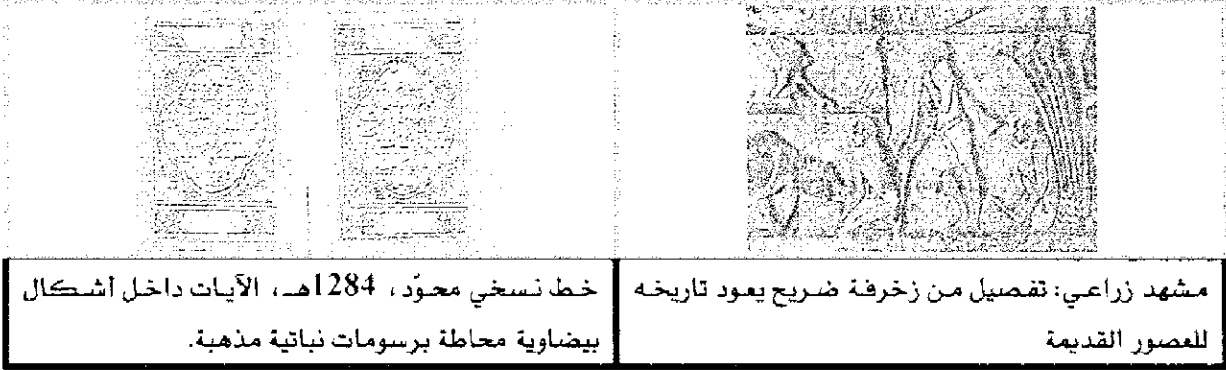 مشهد زراعي: تفصيل من زخرفة ضريح يعود تاريخه
للعصور القديمة
خط نسخي مجوّد، 1284هـ، الآيات داخل أشكال
بيضاوية محاطة برسومات نباتية مذهبة.